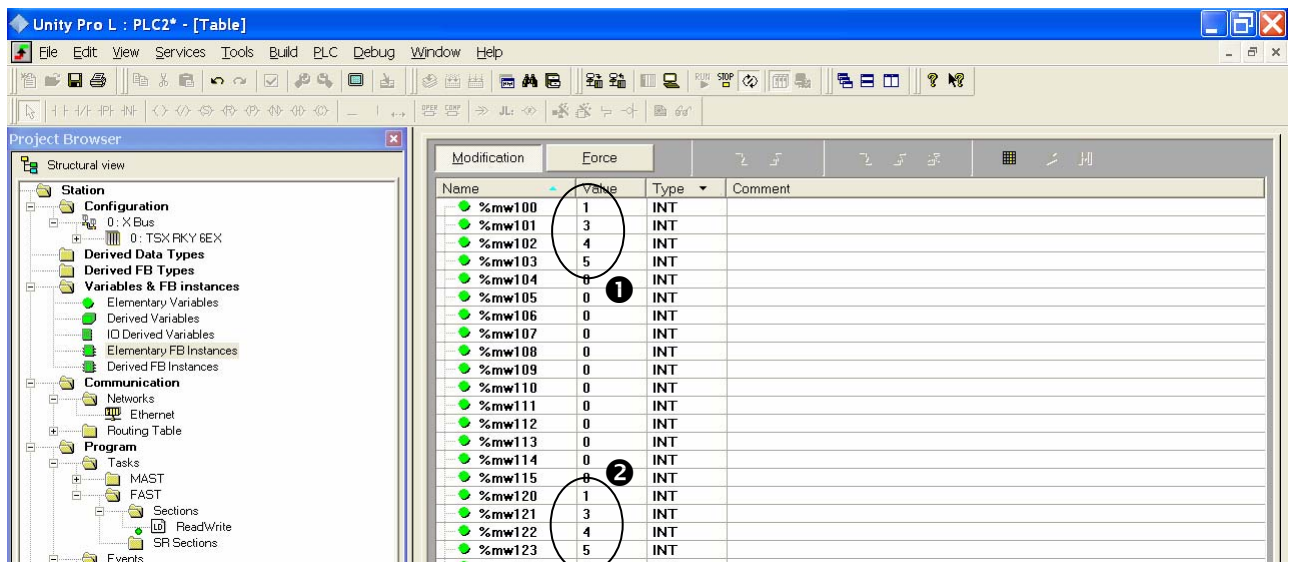 Unity Pro L : PLC2* - [Table]
File Edit View Services Tools Build PLC Debug Window Help
Project Browser
Structural view
Station
Configuration
0 : X Bus
0 : TSX RKY 6EX
Derived Data Types
Derived FB Types
Variables & FB instances
Elementary Variables
Derived Variables
IO Derived Variables
Elementary FB Instances
Derived FB Instances
Communication
Networks
Ethernet
Routing Table
Program
Tasks
MAST
FAST
Sections
LD ReadWrite
SR Sections
Events
Modification Force
Name Value Type Comment
%mw100 1 INT
%mw101 3 INT
%mw102 4 INT
%mw103 5 INT
%mw104 0 INT
❶
%mw105 0 INT
%mw106 0 INT
%mw107 0 INT
%mw108 0 INT
%mw109 0 INT
%mw110 0 INT
%mw111 0 INT
%mw112 0 INT
%mw113 0 INT
%mw114 0 INT
❷
%mw115 0 INT
%mw120 1 INT
%mw121 3 INT
%mw122 4 INT
%mw123 5 INT